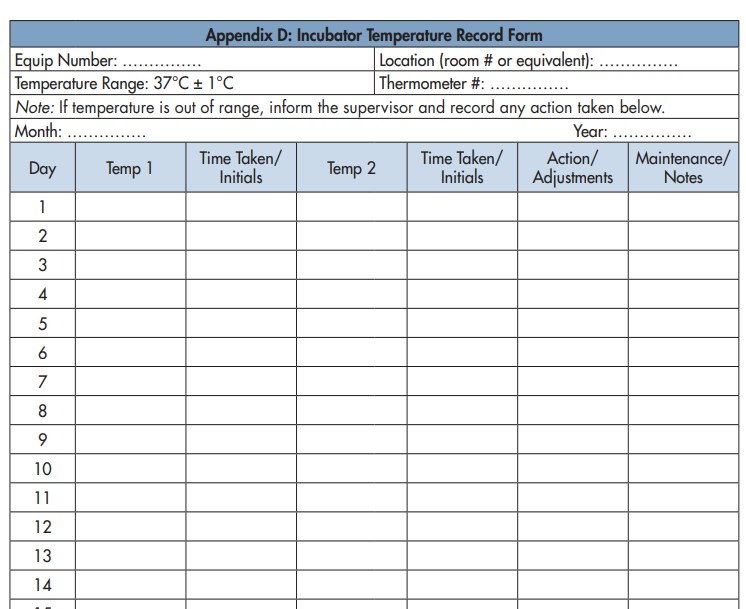 Appendix D: Incubator Temperature Record Form
Equip Number: ...............
Location (room # or equivalent): ...............
Temperature Range: 37°C ± 1°C
Thermometer #: ...............
Note: If temperature is out of range, inform the supervisor and record any action taken below.
Month: ...............
Year: ...............
Day
Temp 1
Time Taken/
Initials
Temp 2
Time Taken/
Initials
Action/
Adjustments
Maintenance/
Notes
1
2
3
4
5
6
7
8
9
10
11
12
13
14